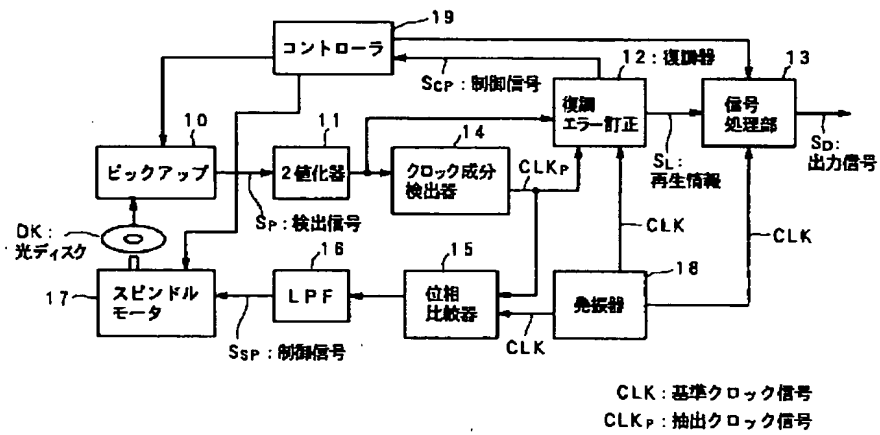 19
コントローラ
SCP:制御信号
12:復調器
13
復調
エラー訂正
信号
処理部
SD:
出力信号
SL:
再生情報
10
ピックアップ
11
2値化器
14
クロック成分
検出器
CLKP
SP:検出信号
DK:
光ディスク
CLK
CLK
17
スピンドル
モータ
16
LPF
15
位相
比較器
18
発振器
CLK
SSP:制御信号
CLK:基準クロック信号
CLKP:抽出クロック信号